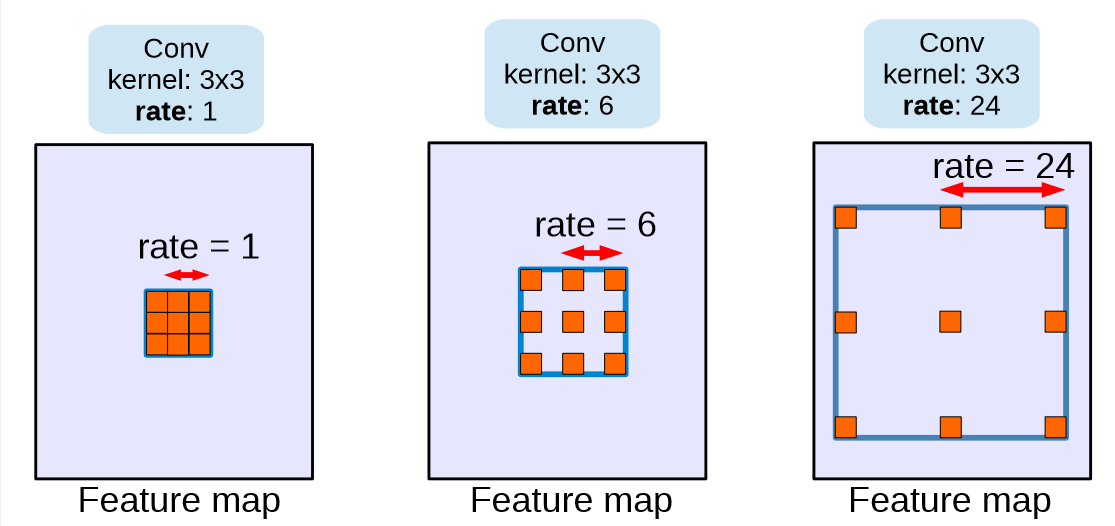 Conv
kernel: 3x3
rate: 1
Conv
kernel: 3x3
rate: 6
Conv
kernel: 3x3
rate: 24
rate = 1
rate = 6
rate = 24
Feature map
Feature map
Feature map